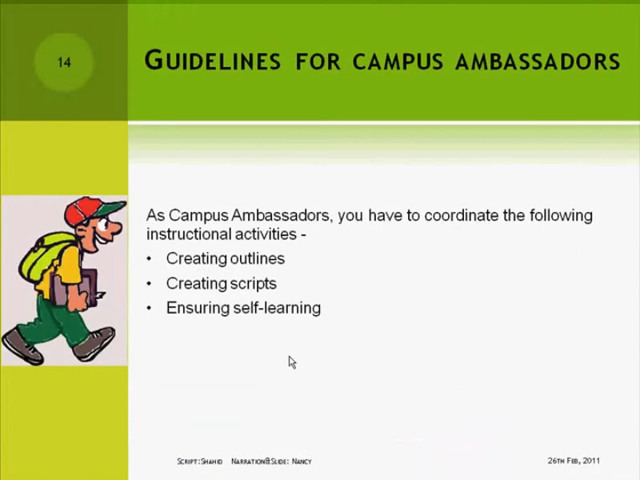 14
GUIDELINES FOR CAMPUS AMBASSADORS
As Campus Ambassadors, you have to coordinate the following
instructional activities -
• Creating outlines
• Creating scripts
• Ensuring self-learning
SCRIPT:SHAHID NARRATION&SLIDE: NANCY
26TH FEB, 2011